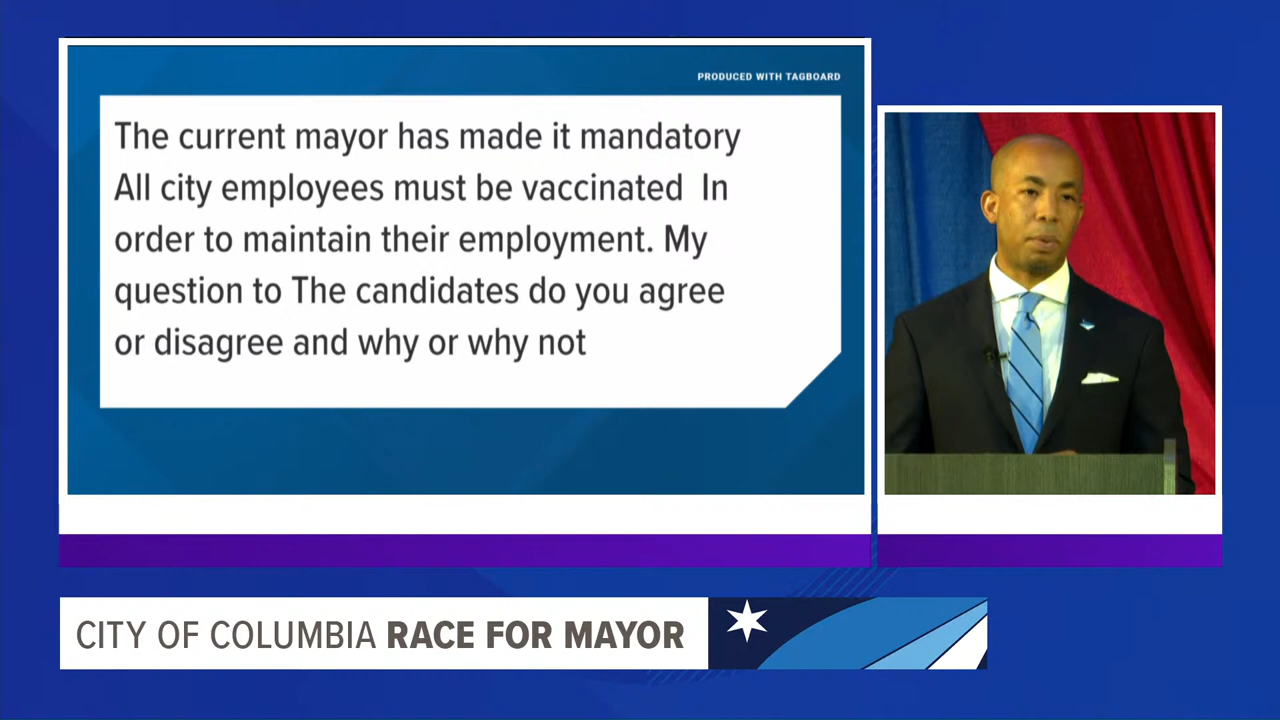 PRODUCED WITH TAGBOARD
The current mayor has made it mandatory
All city employees must be vaccinated  In
order to maintain their employment. My
question to The candidates do you agree
or disagree and why or why not
CITY OF COLUMBIA RACE FOR MAYOR